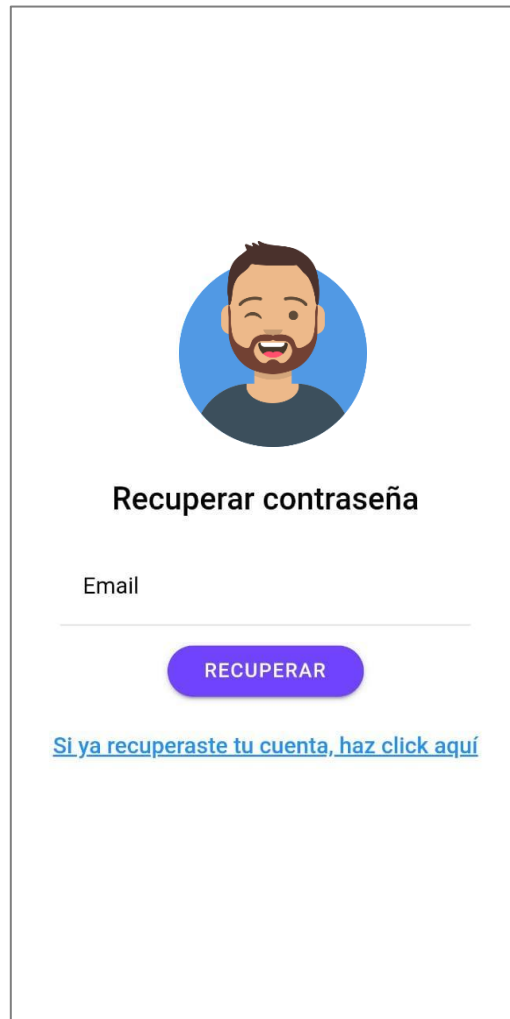 Recuperar contraseña
Email
RECUPERAR
Si ya recuperaste tu cuenta, haz click aquí